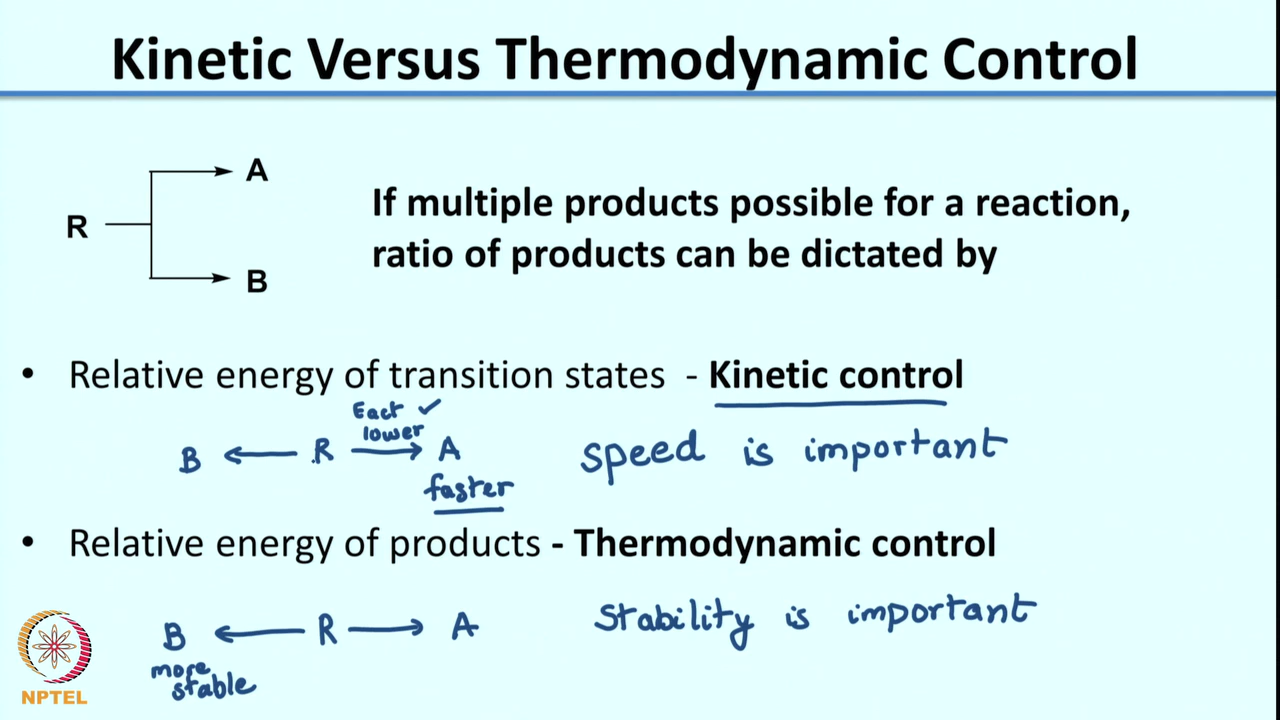 Kinetic Versus Thermodynamic Control
R
A
B
If multiple products possible for a reaction,
ratio of products can be dictated by
• Relative energy of transition states - Kinetic control
Eact ✓
lower
B ← R → A
faster
speed is important
• Relative energy of products - Thermodynamic control
B ← R → A
more
stable
Stability is important
NPTEL